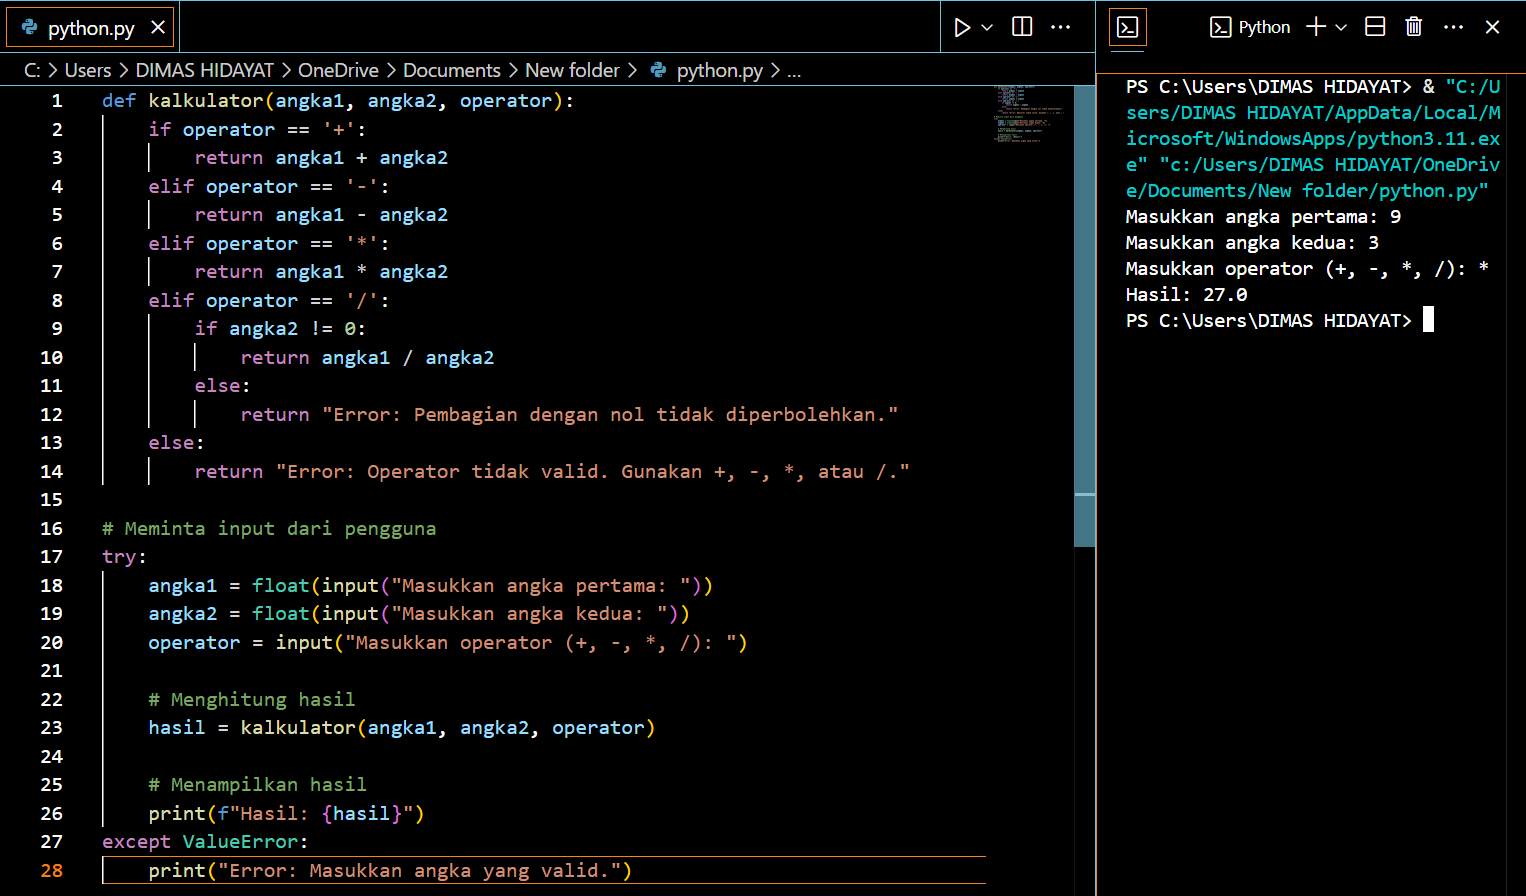 python.py
Python
C: > Users > DIMAS HIDAYAT > OneDrive > Documents > New folder > python.py > ...
1 def kalkulator(angka1, angka2, operator):
2     if operator == '+':
3         return angka1 + angka2
4     elif operator == '-':
5         return angka1 - angka2
6     elif operator == '*':
7         return angka1 * angka2
8     elif operator == '/':
9         if angka2 != 0:
10             return angka1 / angka2
11         else:
12             return "Error: Pembagian dengan nol tidak diperbolehkan."
13     else:
14         return "Error: Operator tidak valid. Gunakan +, -, *, atau /."
15
16 # Meminta input dari pengguna
17 try:
18     angka1 = float(input("Masukkan angka pertama: "))
19     angka2 = float(input("Masukkan angka kedua: "))
20     operator = input("Masukkan operator (+, -, *, /): ")
21
22     # Menghitung hasil
23     hasil = kalkulator(angka1, angka2, operator)
24
25     # Menampilkan hasil
26     print(f"Hasil: {hasil}")
27 except ValueError:
28     print("Error: Masukkan angka yang valid.")
PS C:\Users\DIMAS HIDAYAT> & "C:/U
sers/DIMAS HIDAYAT/AppData/Local/M
icrosoft/WindowsApps/python3.11.ex
e" "c:/Users/DIMAS HIDAYAT/OneDriv
e/Documents/New folder/python.py"
Masukkan angka pertama: 9
Masukkan angka kedua: 3
Masukkan operator (+, -, *, /): *
Hasil: 27.0
PS C:\Users\DIMAS HIDAYAT>